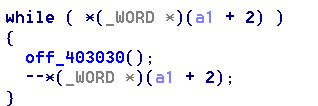 while ( *(_WORD *)(a1 + 2) )
{
off_403030();
--*(_WORD *)(a1 + 2);
}